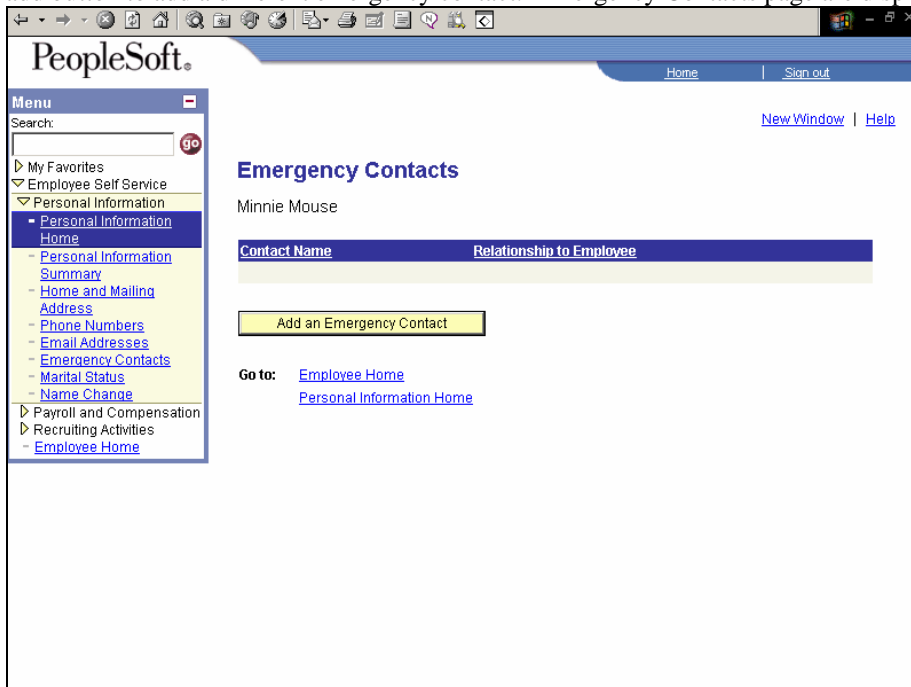 PeopleSoft®
Home | Sign out
Menu
Search:
go
New Window | Help
My Favorites
Employee Self Service
Personal Information
- Personal Information
Home
- Personal Information
Summary
- Home and Mailing
Address
- Phone Numbers
- Email Addresses
- Emergency Contacts
- Marital Status
- Name Change
Payroll and Compensation
Recruiting Activities
- Employee Home
Emergency Contacts
Minnie Mouse
Contact Name Relationship to Employee
Add an Emergency Contact
Go to: Employee Home
Personal Information Home